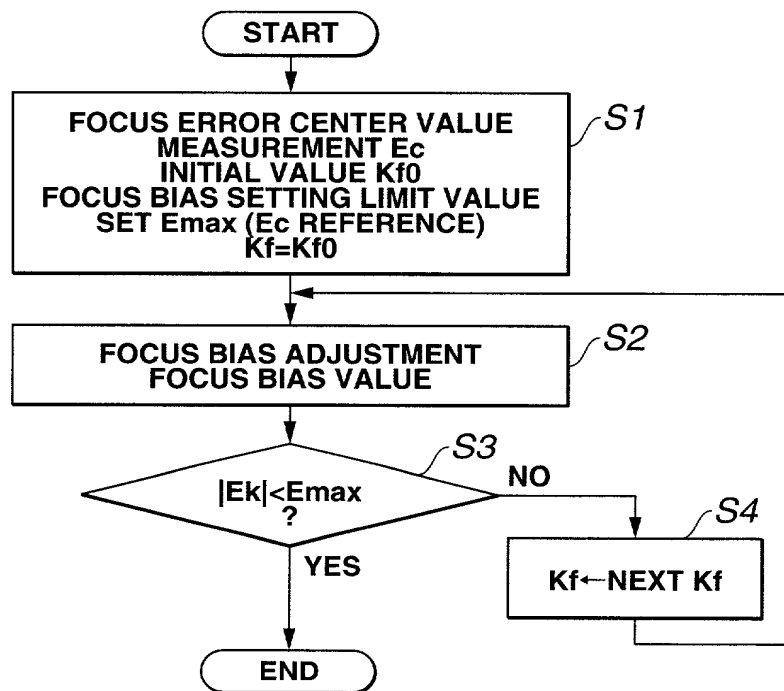 START
FOCUS ERROR CENTER VALUE
MEASUREMENT Ec
INITIAL VALUE Kf0
FOCUS BIAS SETTING LIMIT VALUE
SET Emax (Ec REFERENCE)
Kf=Kf0
S1
FOCUS BIAS ADJUSTMENT
FOCUS BIAS VALUE
S2
|Ek|<Emax
?
S3
NO
YES
Kf←NEXT Kf
S4
END